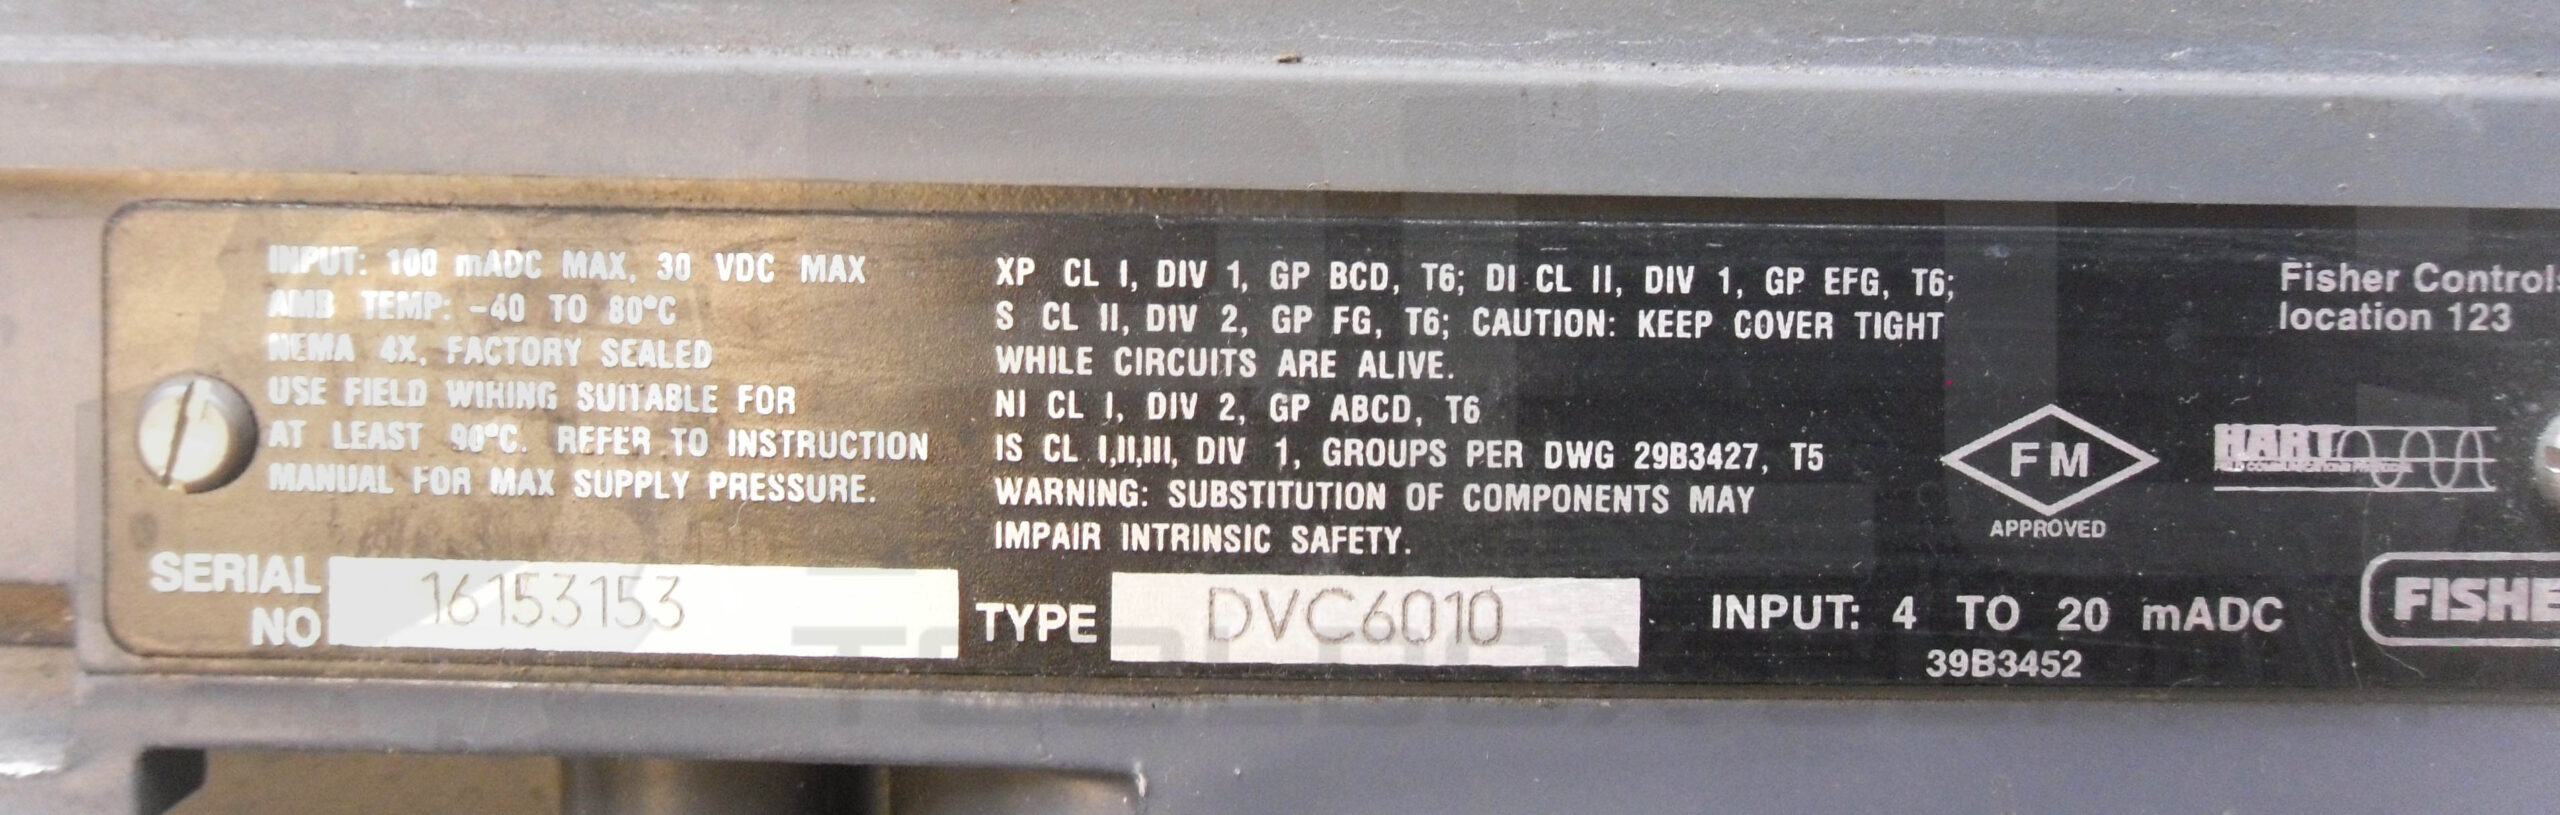 INPUT: 100 mADC MAX, 30 VDC MAX
AMB TEMP: -40 TO 80°C
NEMA 4X, FACTORY SEALED
USE FIELD WIRING SUITABLE FOR
AT LEAST 90°C. REFER TO INSTRUCTION
MANUAL FOR MAX SUPPLY PRESSURE.
XP CL I, DIV 1, GP BCD, T6; DI CL II, DIV 1, GP EFG, T6;
S CL II, DIV 2, GP FG, T6; CAUTION: KEEP COVER TIGHT
WHILE CIRCUITS ARE ALIVE.
NI CL I, DIV 2, GP ABCD, T6
IS CL I,II,III, DIV 1, GROUPS PER DWG 29B3427, T5
WARNING: SUBSTITUTION OF COMPONENTS MAY
IMPAIR INTRINSIC SAFETY.
Fisher Controls
location 123
FM
APPROVED
HART
FIELD COMMUNICATIONS PROTOCOL
SERIAL NO 16153153
TYPE DVC6010
INPUT: 4 TO 20 mADC
39B3452
FISHE
TOOLBOX